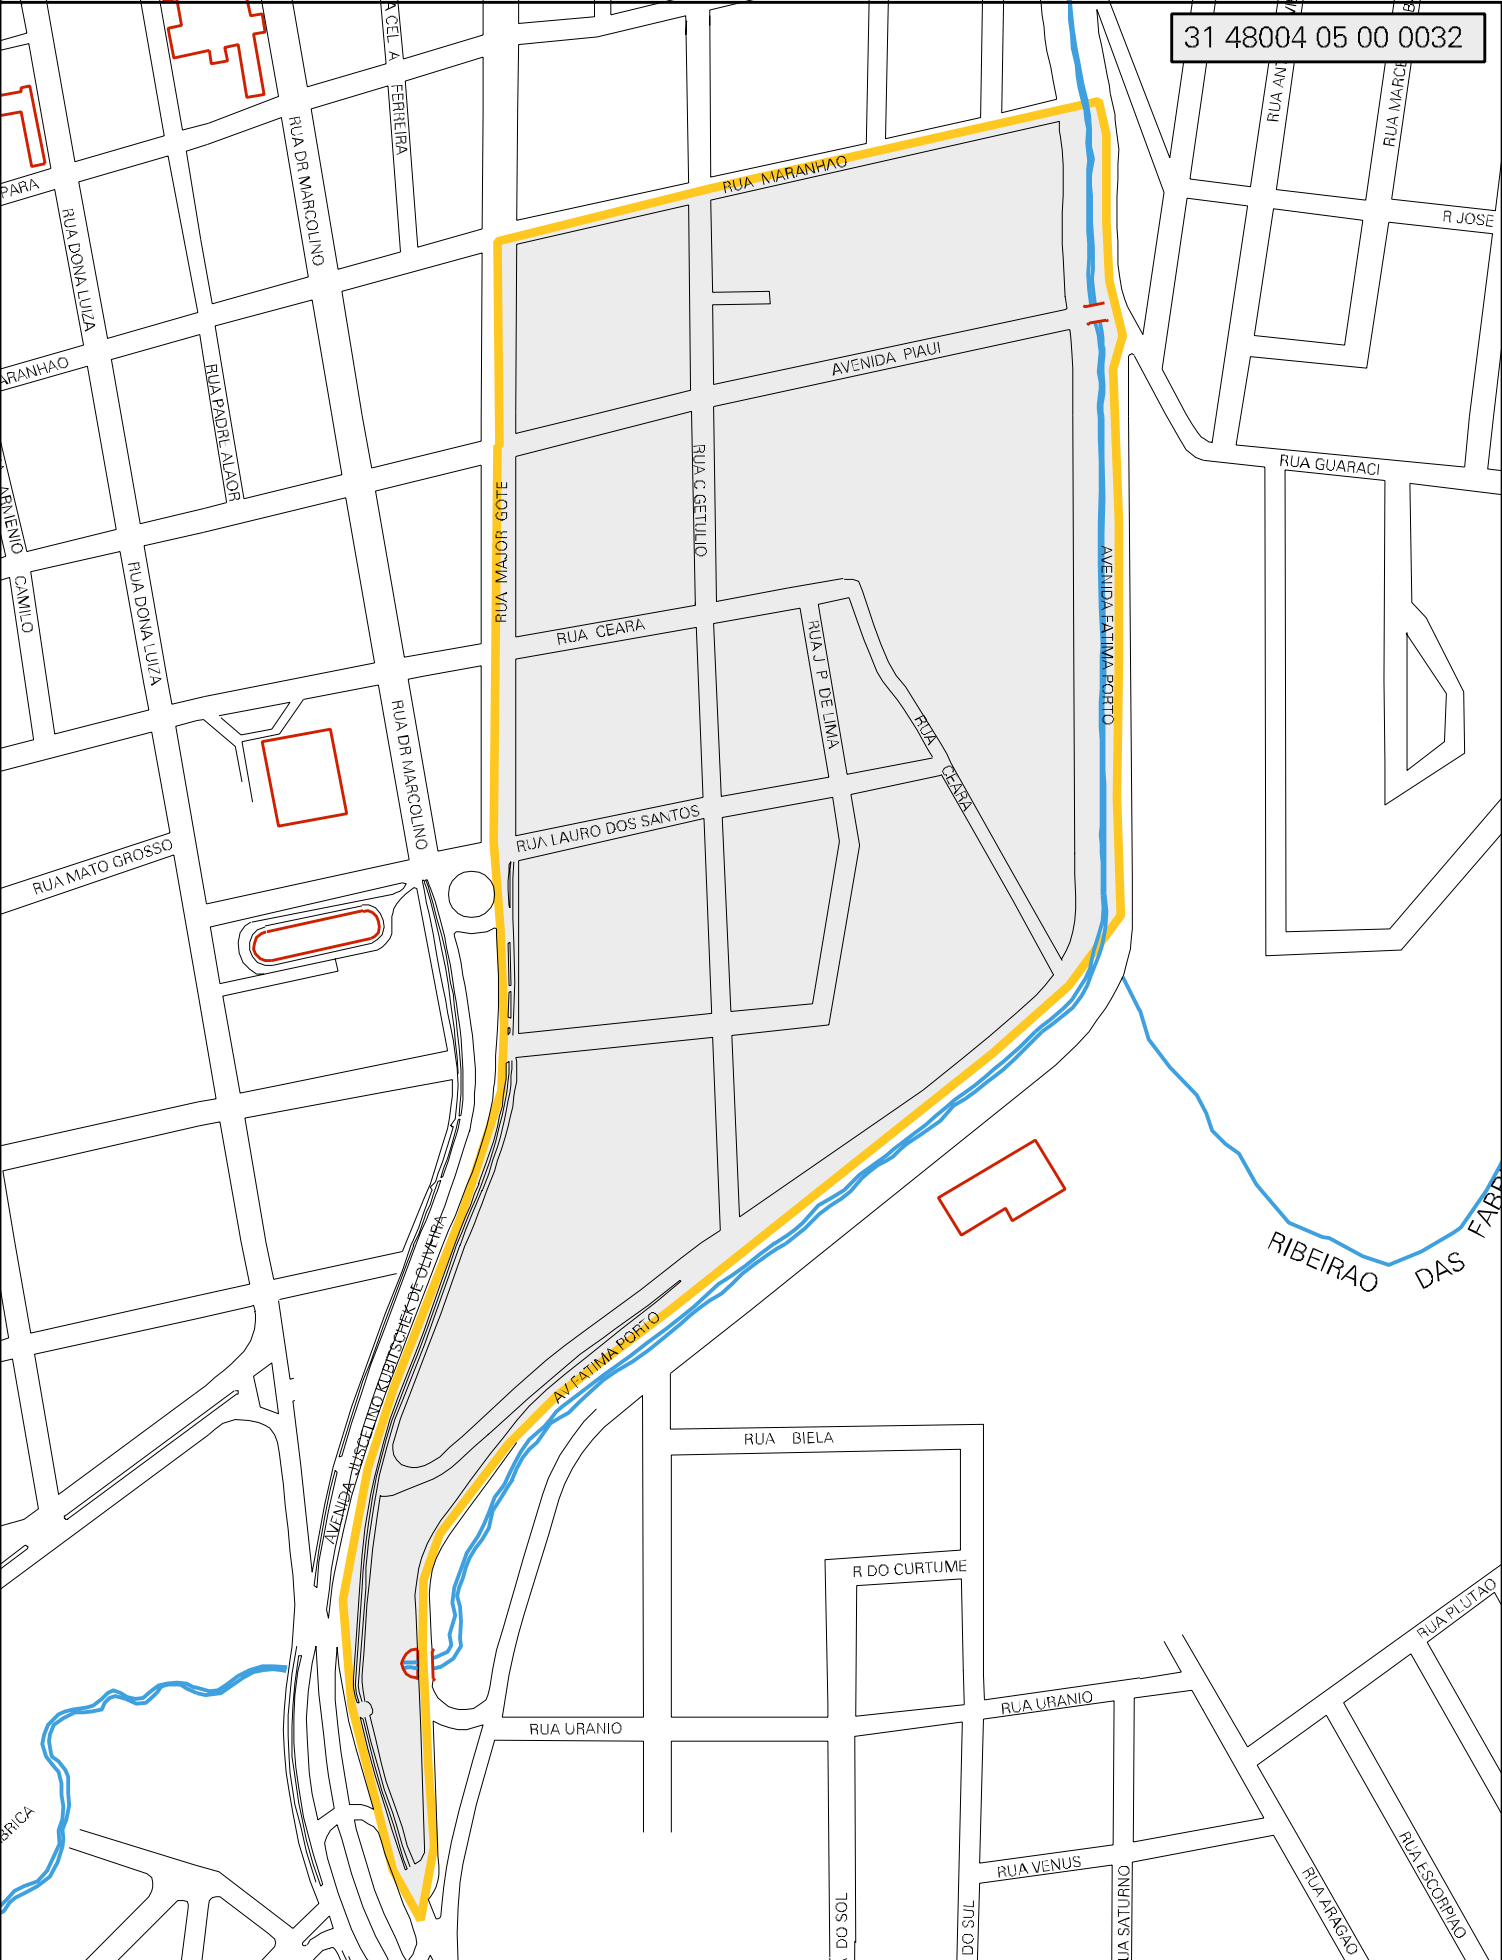 31 48004 05 00 0032
A CEL A
FERREIRA
RUA DR MARCOLINO
PARA
RUA DONA LUIZA
RUA MARANHAO
R JOSE
RUA PADRE ALAOR
AVENIDA PIAUI
RUA C GETULIO
RUA MAJOR GOTE
RUA GUARACI
CAMILO
RUA DONA LUIZA
RUA CEARA
RUA J P DE LIMA
AVENIDA FATIMA PORTO
RUA DR MARCOLINO
RUA
CEARA
RUA LAURO DOS SANTOS
RUA MATO GROSSO
AVENIDA JUSCELINO KUBITSCHEK DE OLIVEIRA
RIBEIRAO
DAS
AV FATIMA PORTO
RUA BIELA
R DO CURTUME
RUA PLUTAO
RUA URANIO
RUA URANIO
RUA VENUS
RUA SATURNO
RUA ARAGAO
RUA ESCORPIAO
DO SOL
DO SUL